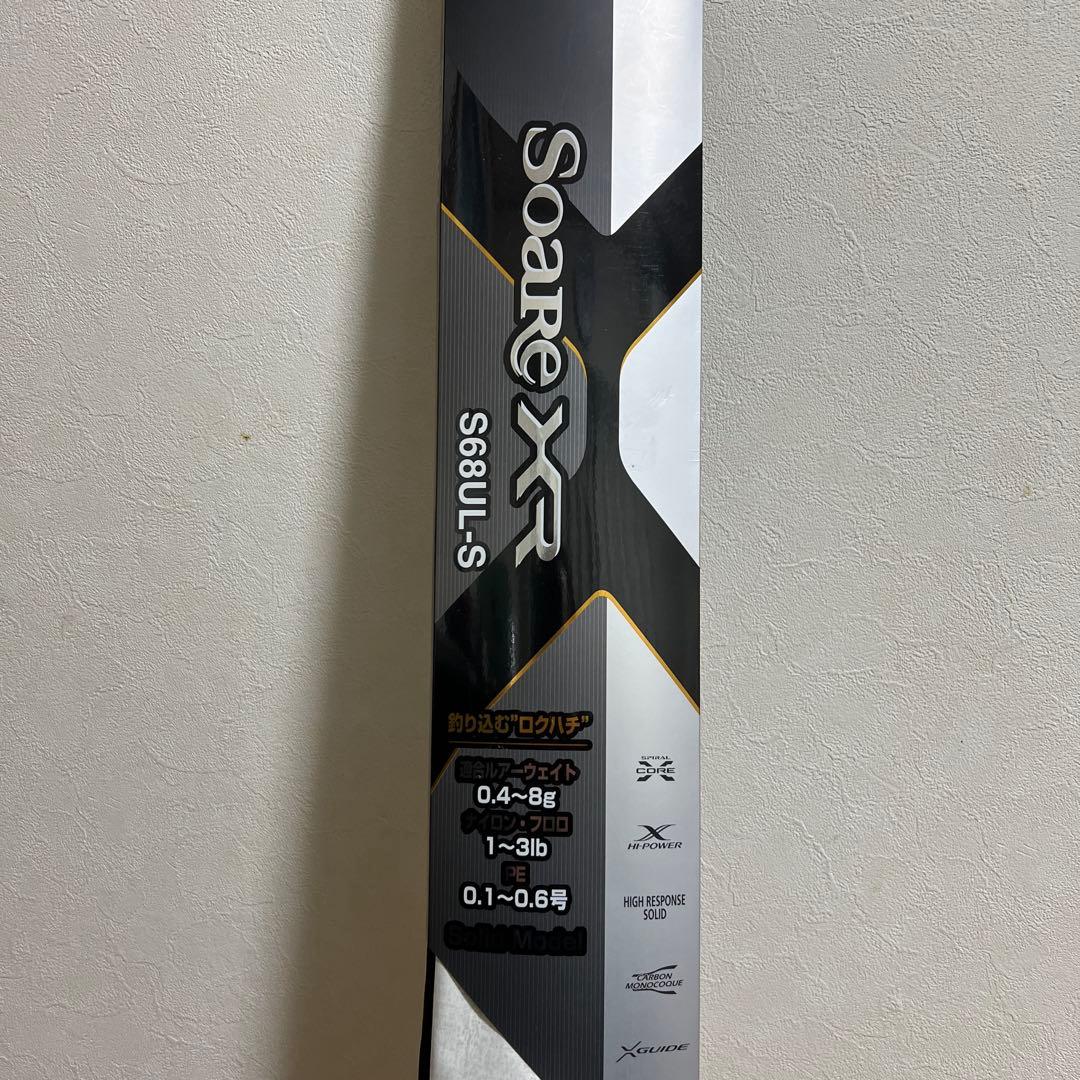 Soare XR
S68UL-S
釣り込む"ロクハチ"
適合ルアーウェイト
0.4～8g
ナイロン・フロロ
1～3lb
PE
0.1～0.6号
Solid Model
SPIRAL
X
CORE
X
HI-POWER
HIGH RESPONSE
SOLID
CARBON
MONOCOQUE
XGUIDE